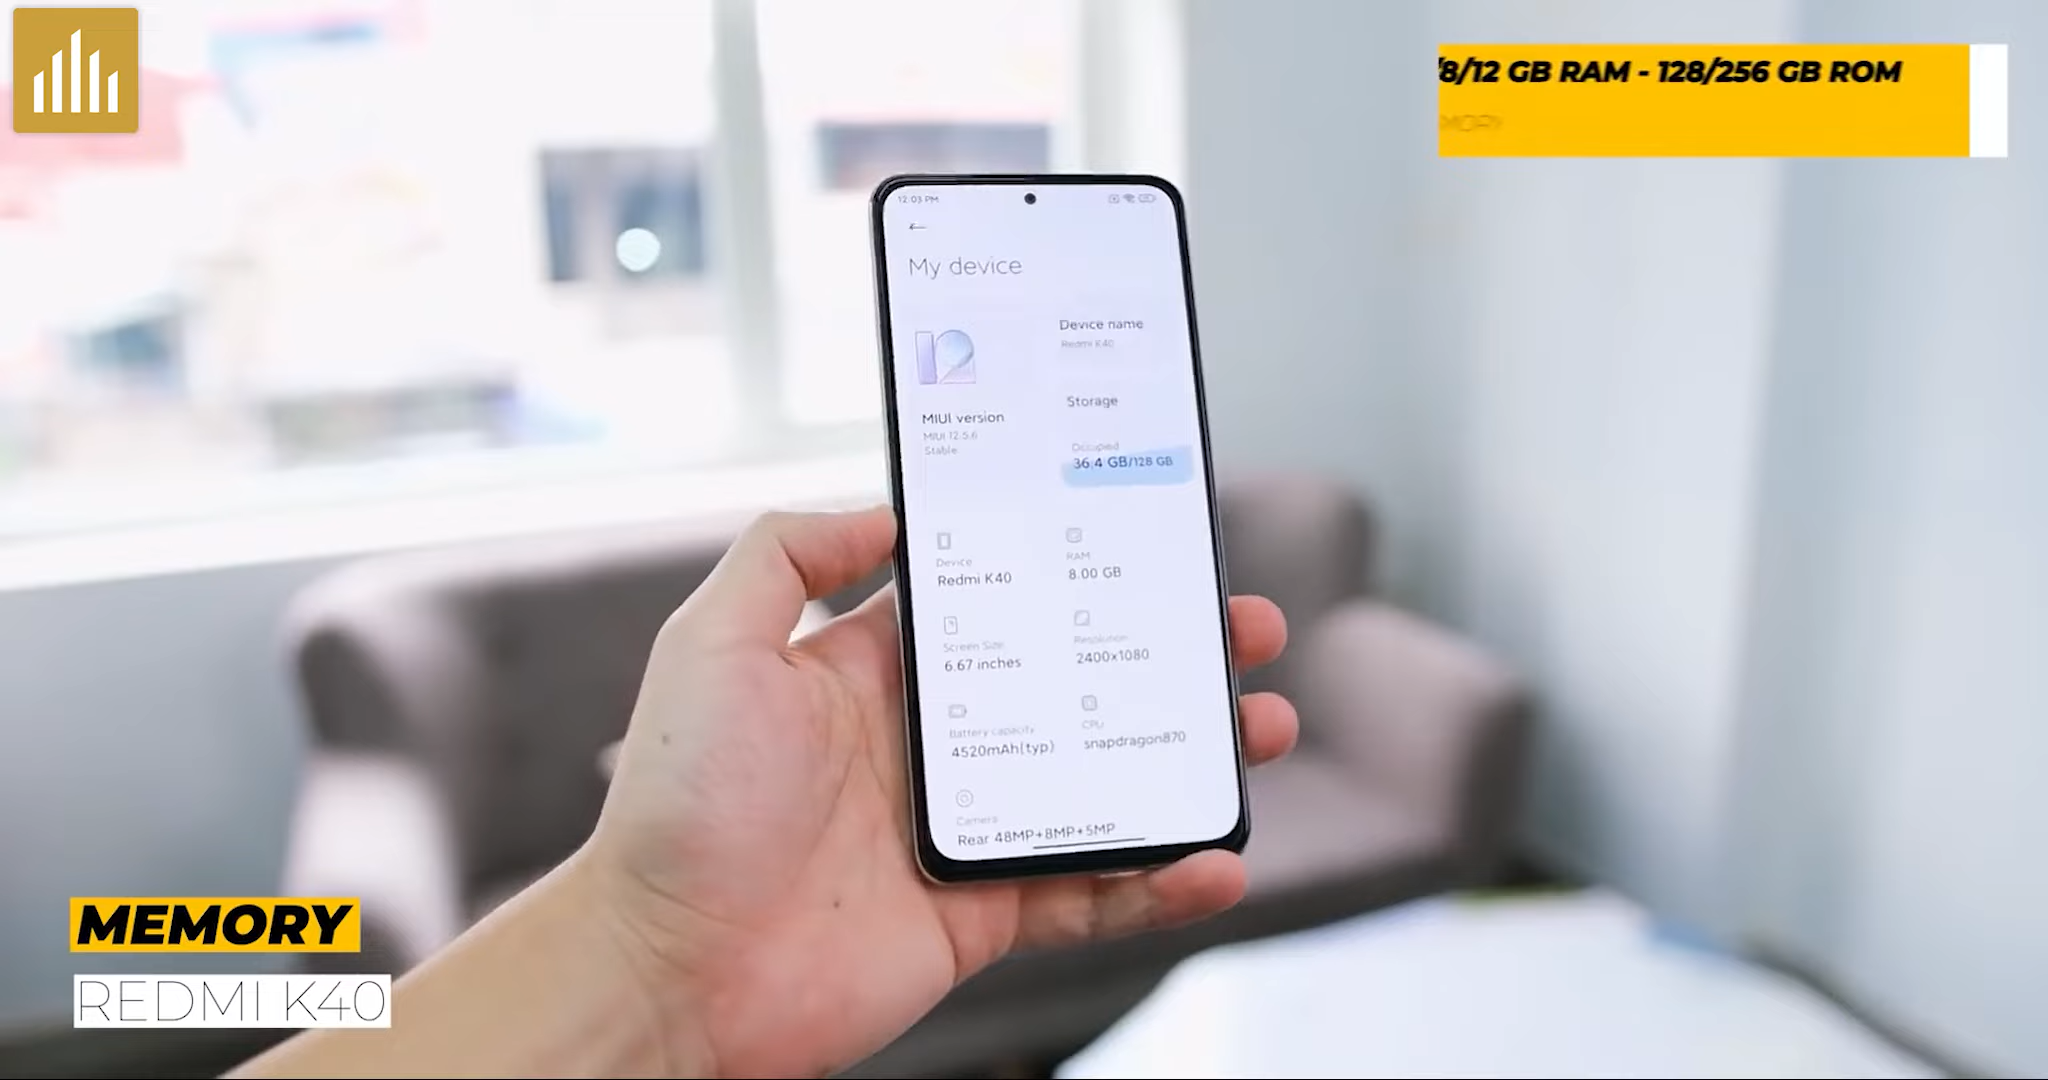 /8/12 GB RAM - 128/256 GB ROM
MORY
12:03 PM
My device
Device name
Redmi K40
Storage
MIUI version
MIUI 12.5.6
Stable
Occupied
36.4 GB/128 GB
Device
Redmi K40
RAM
8.00 GB
Screen Size
6.67 inches
Resolution
2400x1080
Battery capacity
4520mAh(typ)
CPU
snapdragon870
Camera
Rear 48MP+8MP+5MP
MEMORY
REDMI K40